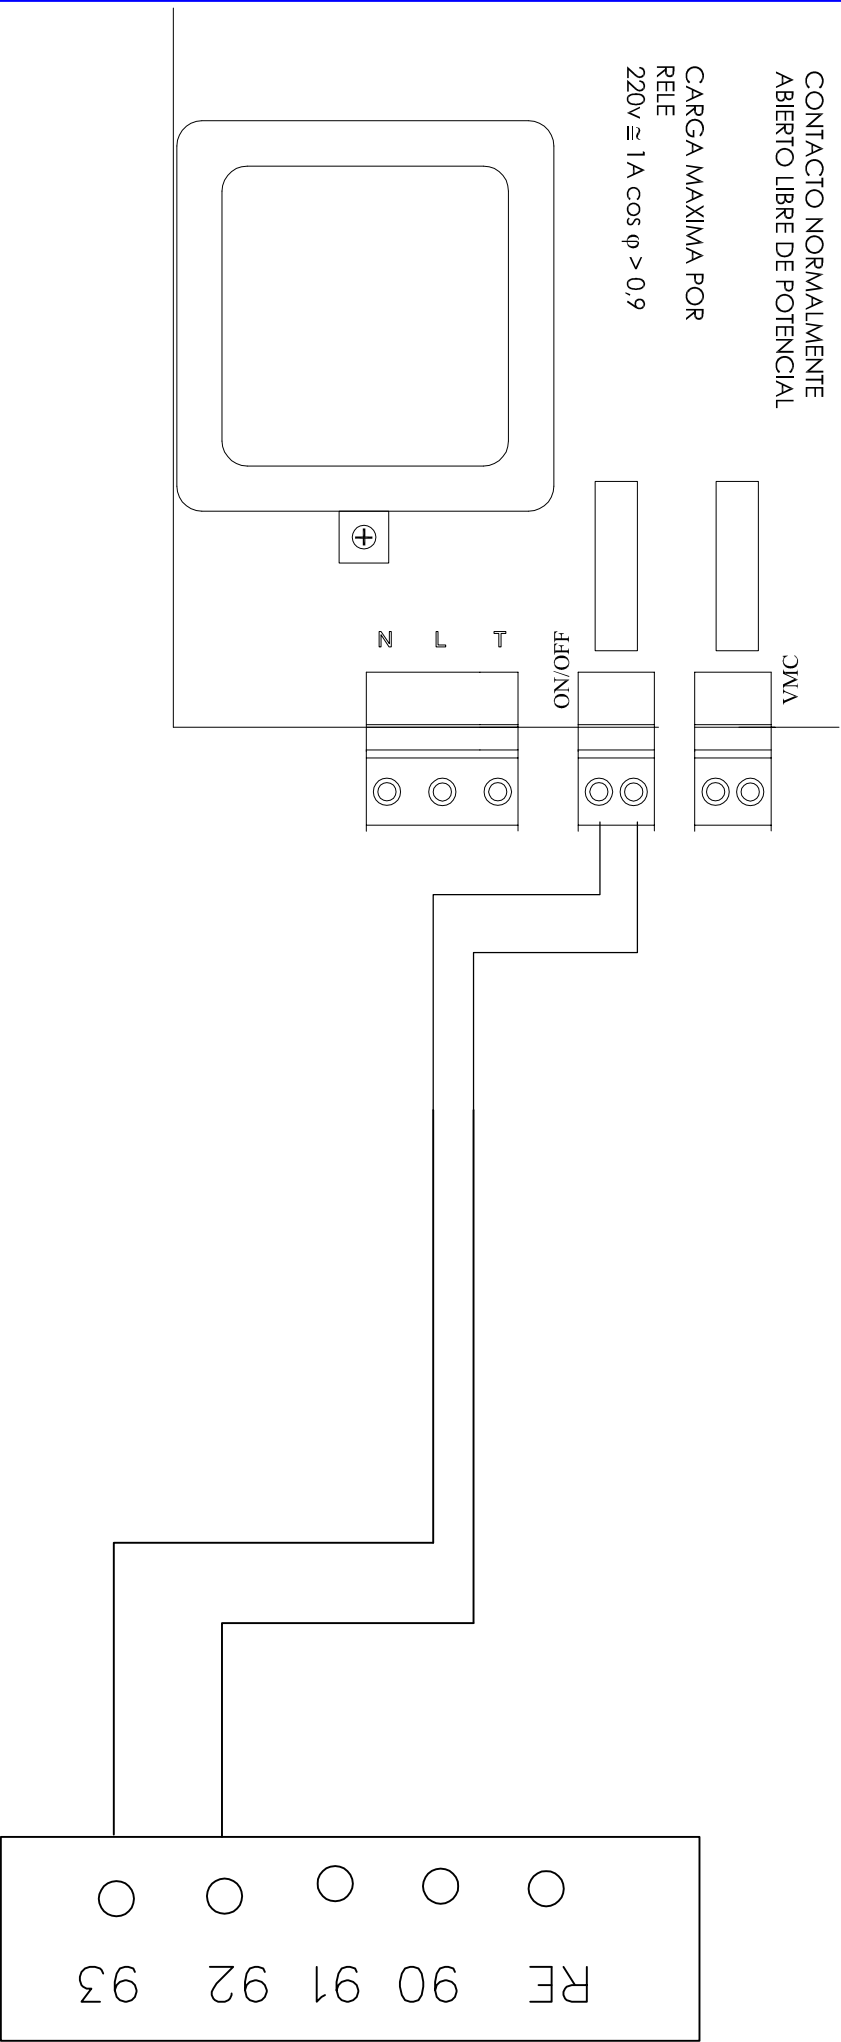 CONTACTO NORMALMENTE
ABIERTO LIBRE DE POTENCIAL
CARGA MAXIMA POR
RELE
220v ≅ 1A cos φ > 0,9
N L T
ON/OFF
VMC
93 92 91 90 RE